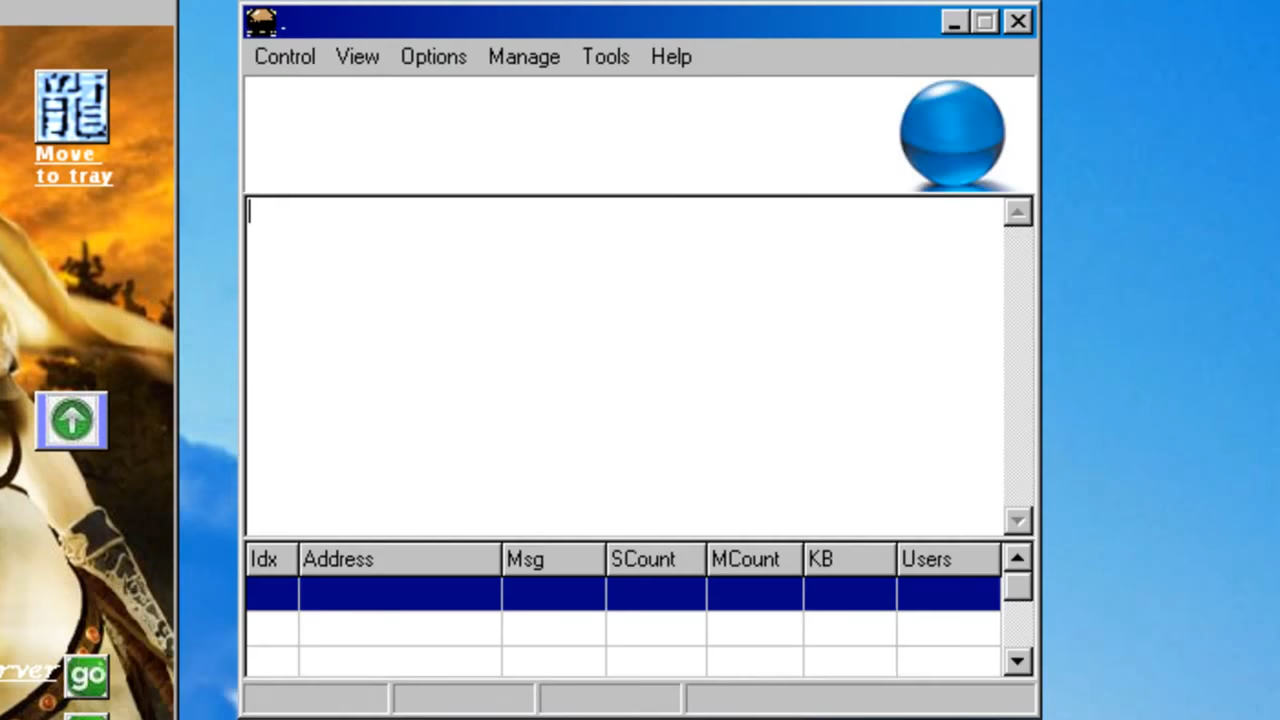 龍
Move
to tray
rver
go
.
Control View Options Manage Tools Help
Idx Address Msg SCount MCount KB Users